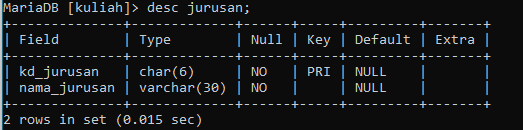 MariaDB [kuliah]> desc jurusan;
+--------------+-------------+------+-----+---------+-------+
| Field        | Type        | Null | Key | Default | Extra |
+--------------+-------------+------+-----+---------+-------+
| kd_jurusan   | char(6)     | NO   | PRI | NULL    |       |
| nama_jurusan | varchar(30) | NO   |     | NULL    |       |
+--------------+-------------+------+-----+---------+-------+
2 rows in set (0.015 sec)